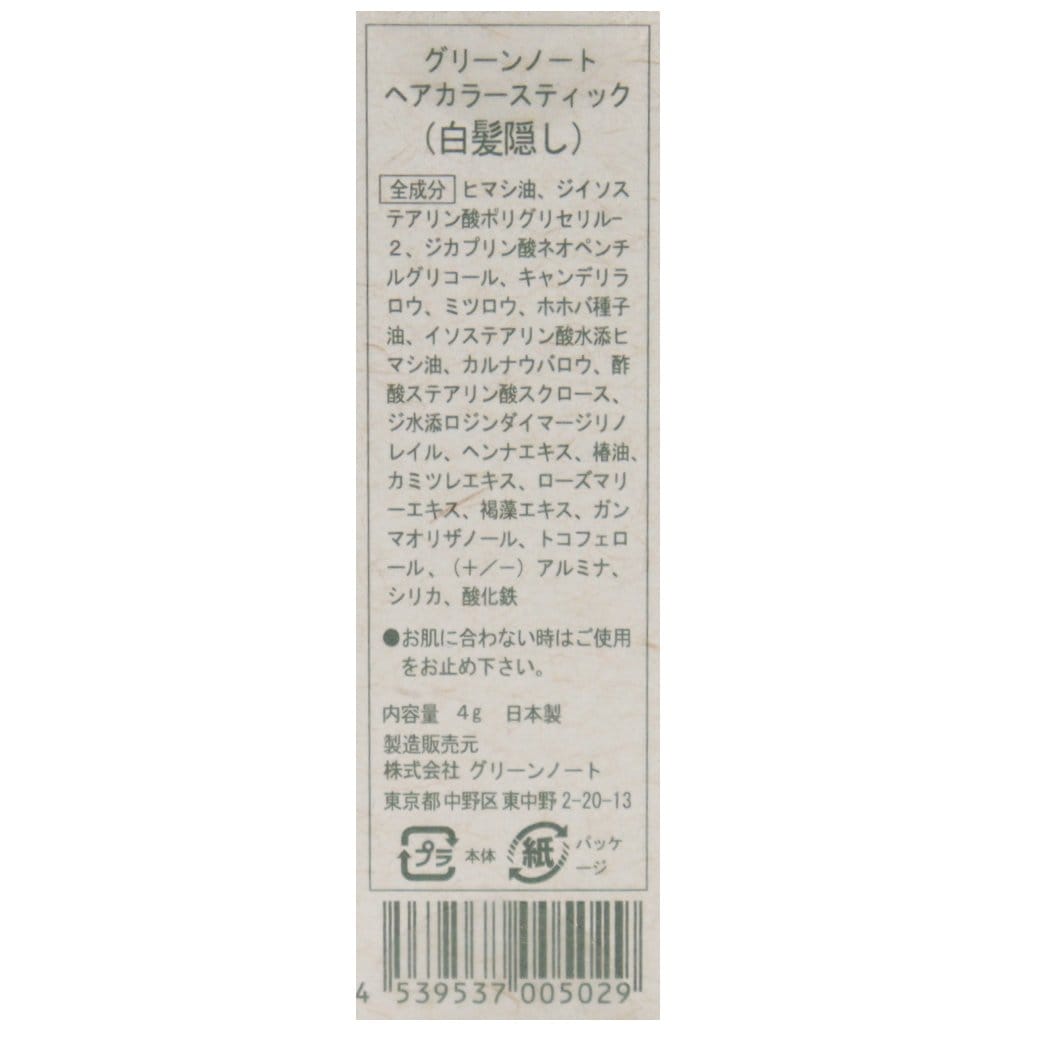 グリーンノート
ヘアカラースティック
（白髪隠し）
全成分 ヒマシ油、ジイソス
テアリン酸ポリグリセリル−
２、ジカプリン酸ネオペンチ
ルグリコール、キャンデリラ
ロウ、ミツロウ、ホホバ種子
油、イソステアリン酸水添ヒ
マシ油、カルナウバロウ、酢
酸ステアリン酸スクロース、
ジ水添ロジンダイマージリノ
レイル、ヘンナエキス、椿油、
カミツレエキス、ローズマリ
ーエキス、褐藻エキス、ガン
マオリザノール、トコフェロ
ール、（＋／−）アルミナ、
シリカ、酸化鉄
●お肌に合わない時はご使用
をお止め下さい。
内容量 4g 日本製
製造販売元
株式会社 グリーンノート
東京都中野区東中野2-20-13
プラ 本体 紙 パッケ
ージ
4 539537 005029